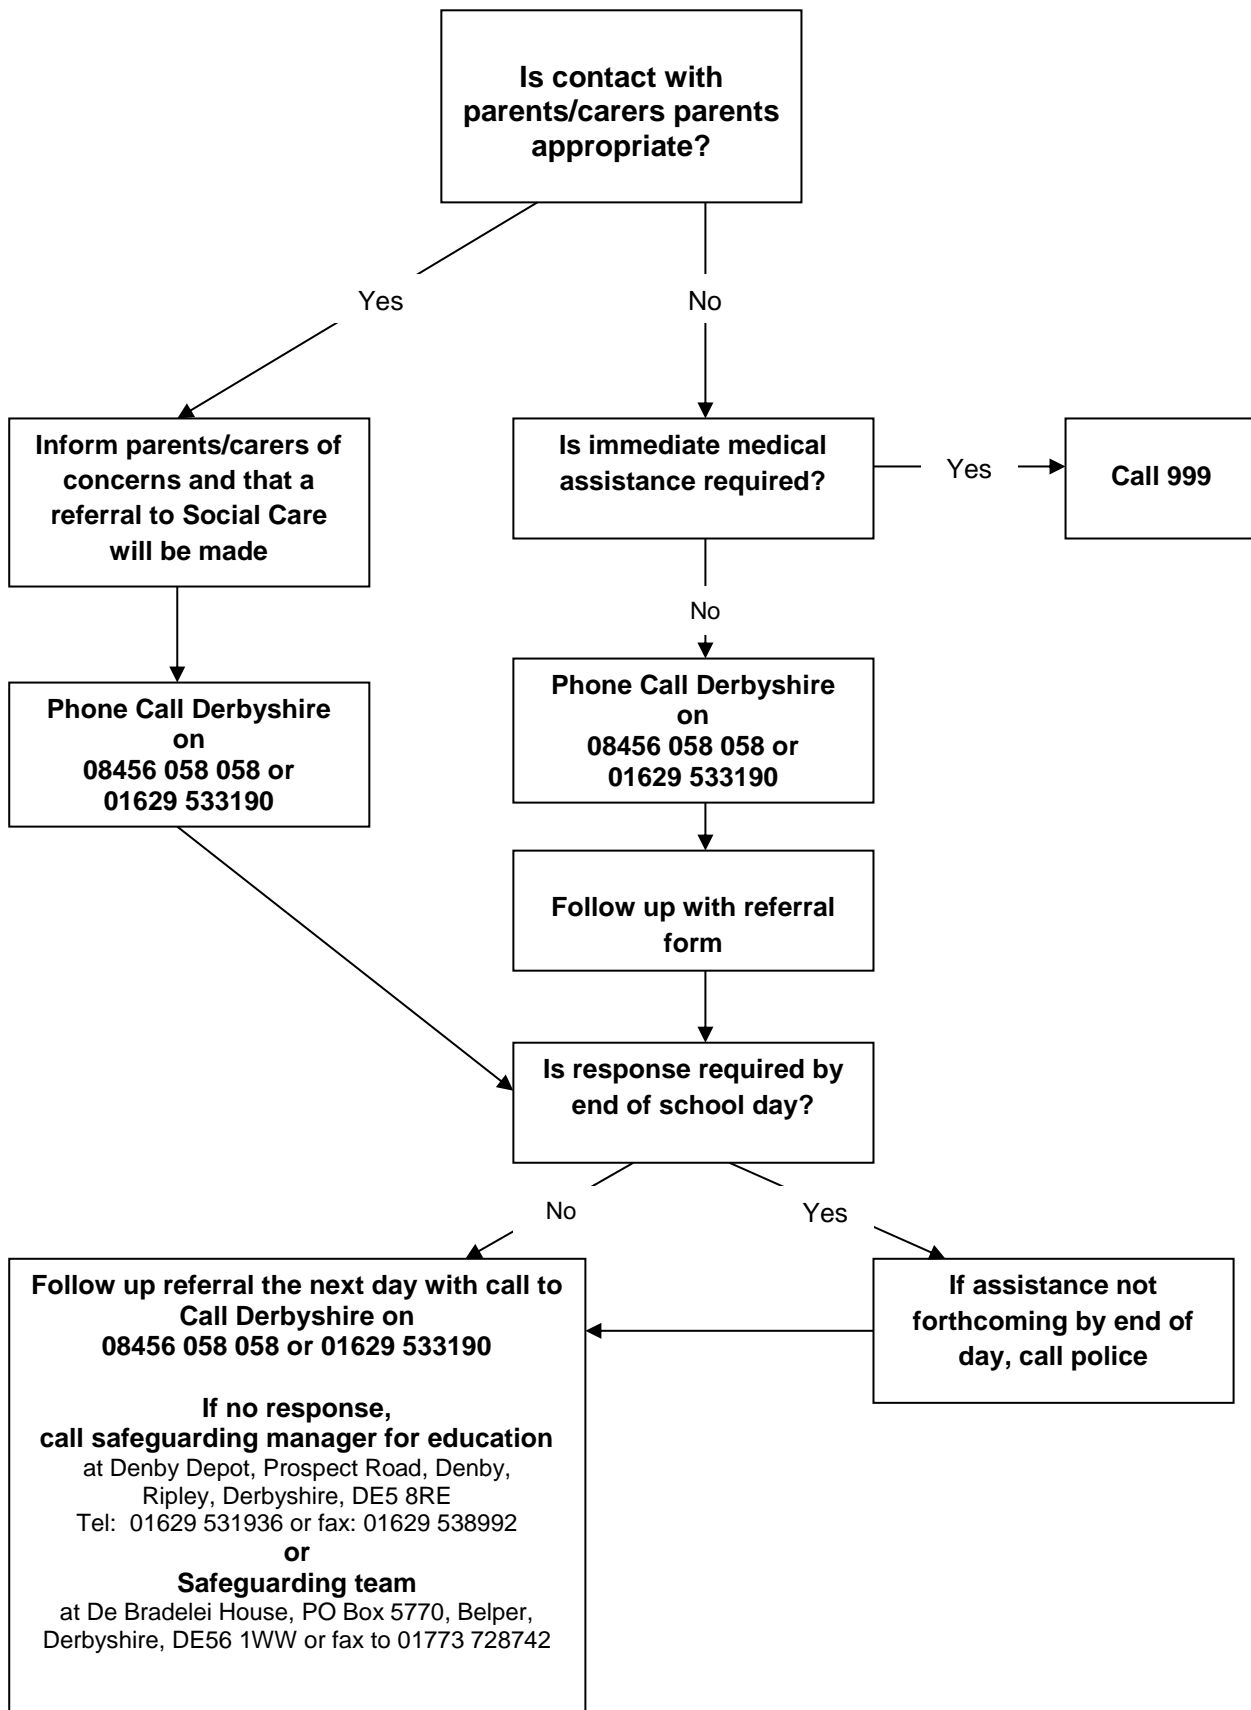 Is contact with
parents/carers parents
appropriate?
Yes
No
Inform parents/carers of
concerns and that a
referral to Social Care
will be made
Is immediate medical
assistance required?
Yes
Call 999
No
Phone Call Derbyshire
on
08456 058 058 or
01629 533190
Phone Call Derbyshire
on
08456 058 058 or
01629 533190
Follow up with referral
form
Is response required by
end of school day?
No
Yes
Follow up referral the next day with call to
Call Derbyshire on
08456 058 058 or 01629 533190
If no response,
call safeguarding manager for education
at Denby Depot, Prospect Road, Denby,
Ripley, Derbyshire, DE5 8RE
Tel:  01629 531936 or fax: 01629 538992
or
Safeguarding team
at De Bradelei House, PO Box 5770, Belper,
Derbyshire, DE56 1WW or fax to 01773 728742
If assistance not
forthcoming by end of
day, call police